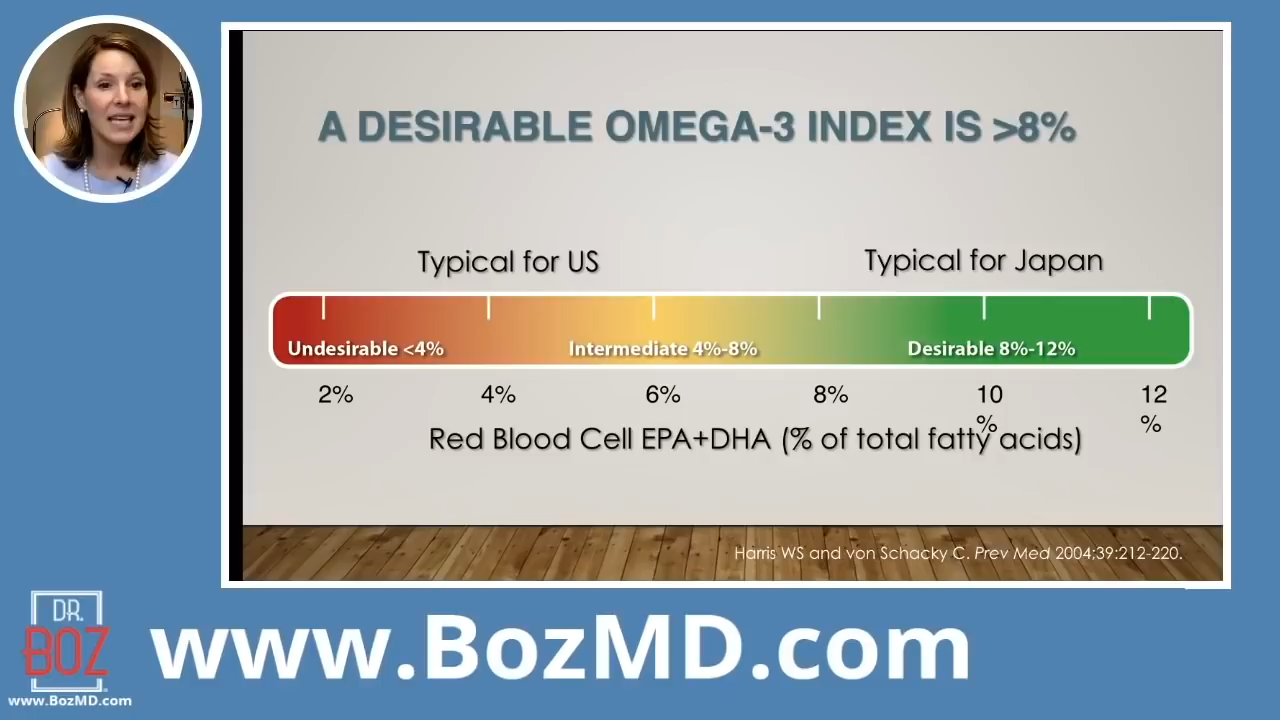 A DESIRABLE OMEGA-3 INDEX IS >8%
Typical for US
Typical for Japan
Undesirable <4%
Intermediate 4%-8%
Desirable 8%-12%
2%
4%
6%
8%
10
%
12
%
Red Blood Cell EPA+DHA (% of total fatty acids)
Harris WS and von Schacky C. Prev Med 2004;39:212-220.
DR.
BOZ
www.BozMD.com
www.BozMD.com